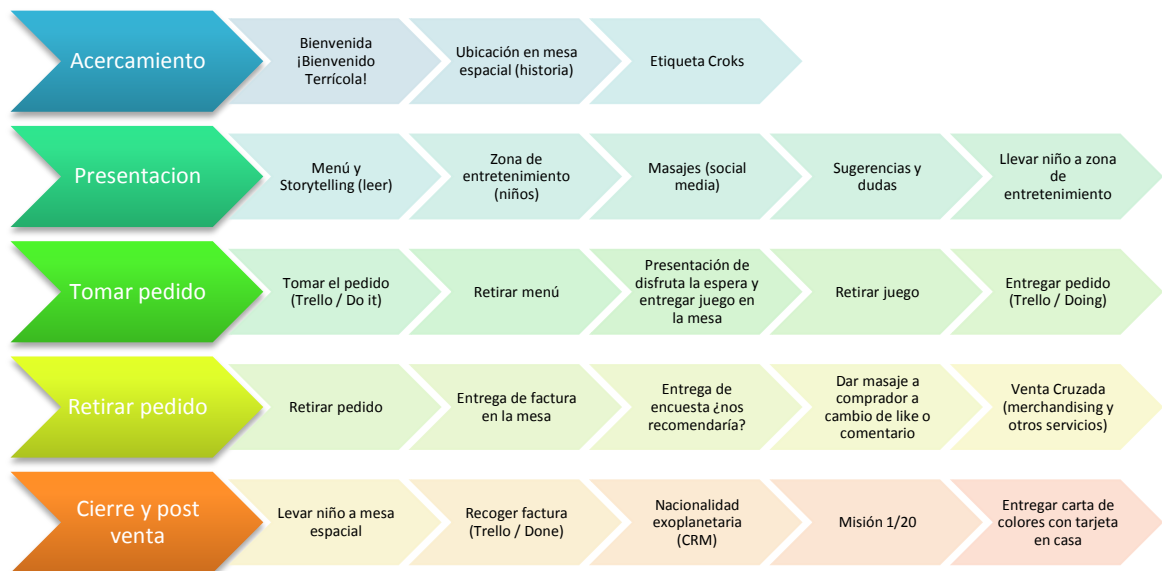 Acercamiento
Bienvenida
¡Bienvenido
Terrícola!
Ubicación en mesa
espacial (historia)
Etiqueta Croks
Presentacion
Menú y
Storytelling (leer)
Zona de
entretenimiento
(niños)
Masajes (social
media)
Sugerencias y
dudas
Llevar niño a zona
de
entretenimiento
Tomar pedido
Tomar el pedido
(Trello / Do it)
Retirar menú
Presentación de
disfruta la espera y
entregar juego en
la mesa
Retirar juego
Entregar pedido
(Trello / Doing)
Retirar pedido
Retirar pedido
Entrega de factura
en la mesa
Entrega de
encuesta ¿nos
recomendaría?
Dar masaje a
comprador a
cambio de like o
comentario
Venta Cruzada
(merchandising y
otros servicios)
Cierre y post
venta
Levar niño a mesa
espacial
Recoger factura
(Trello / Done)
Nacionalidad
exoplanetaria
(CRM)
Misión 1/20
Entregar carta de
colores con tarjeta
en casa